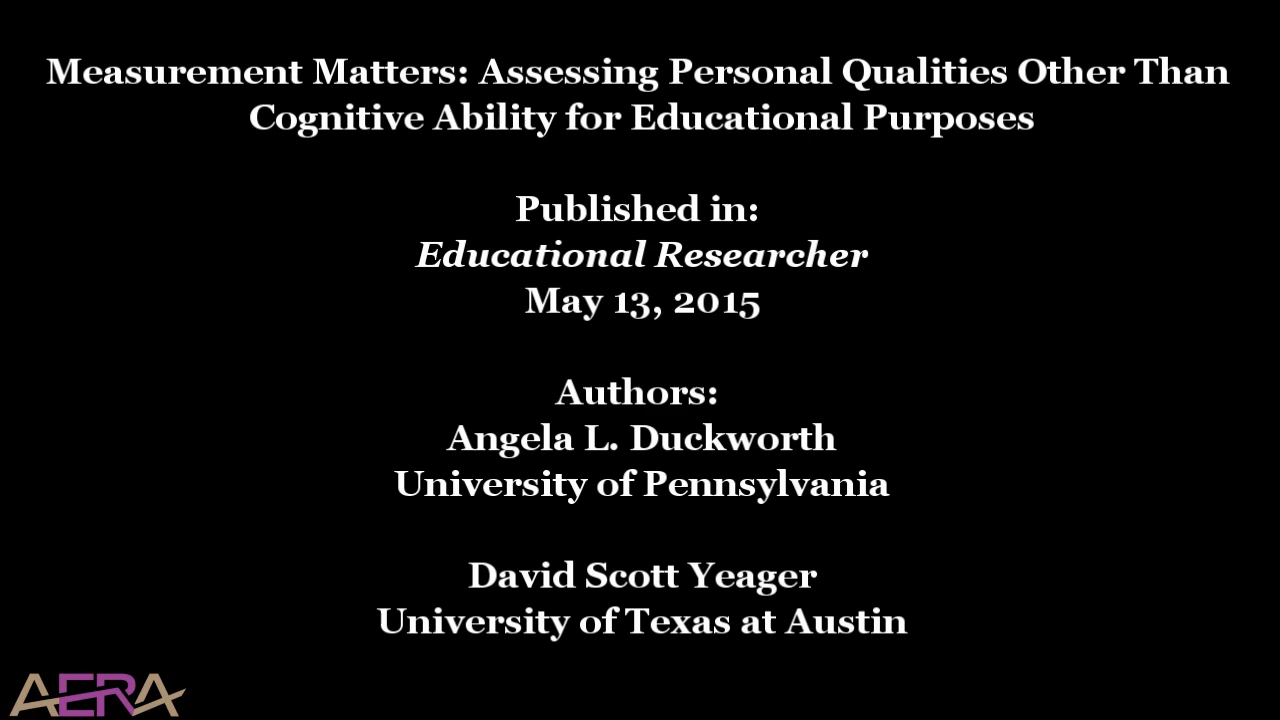 Measurement Matters: Assessing Personal Qualities Other Than
Cognitive Ability for Educational Purposes
Published in:
Educational Researcher
May 13, 2015
Authors:
Angela L. Duckworth
University of Pennsylvania
David Scott Yeager
University of Texas at Austin
AERA